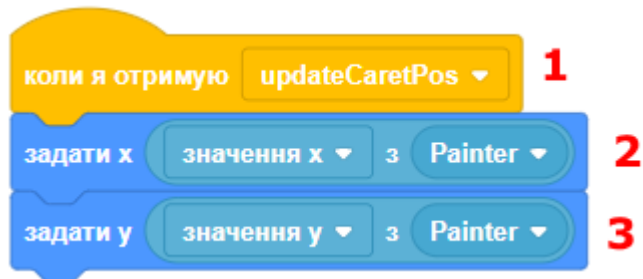 коли я отримую updateCaretPos 1
задати x значення x з Painter 2
задати y значення y з Painter 3